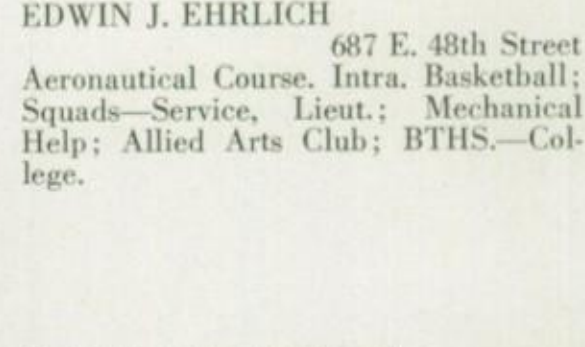 EDWIN J. EHRLICH
687 E. 48th Street
Aeronautical Course. Intra. Basketball;
Squads—Service, Lieut.; Mechanical
Help; Allied Arts Club; BTHS.—Col-
lege.